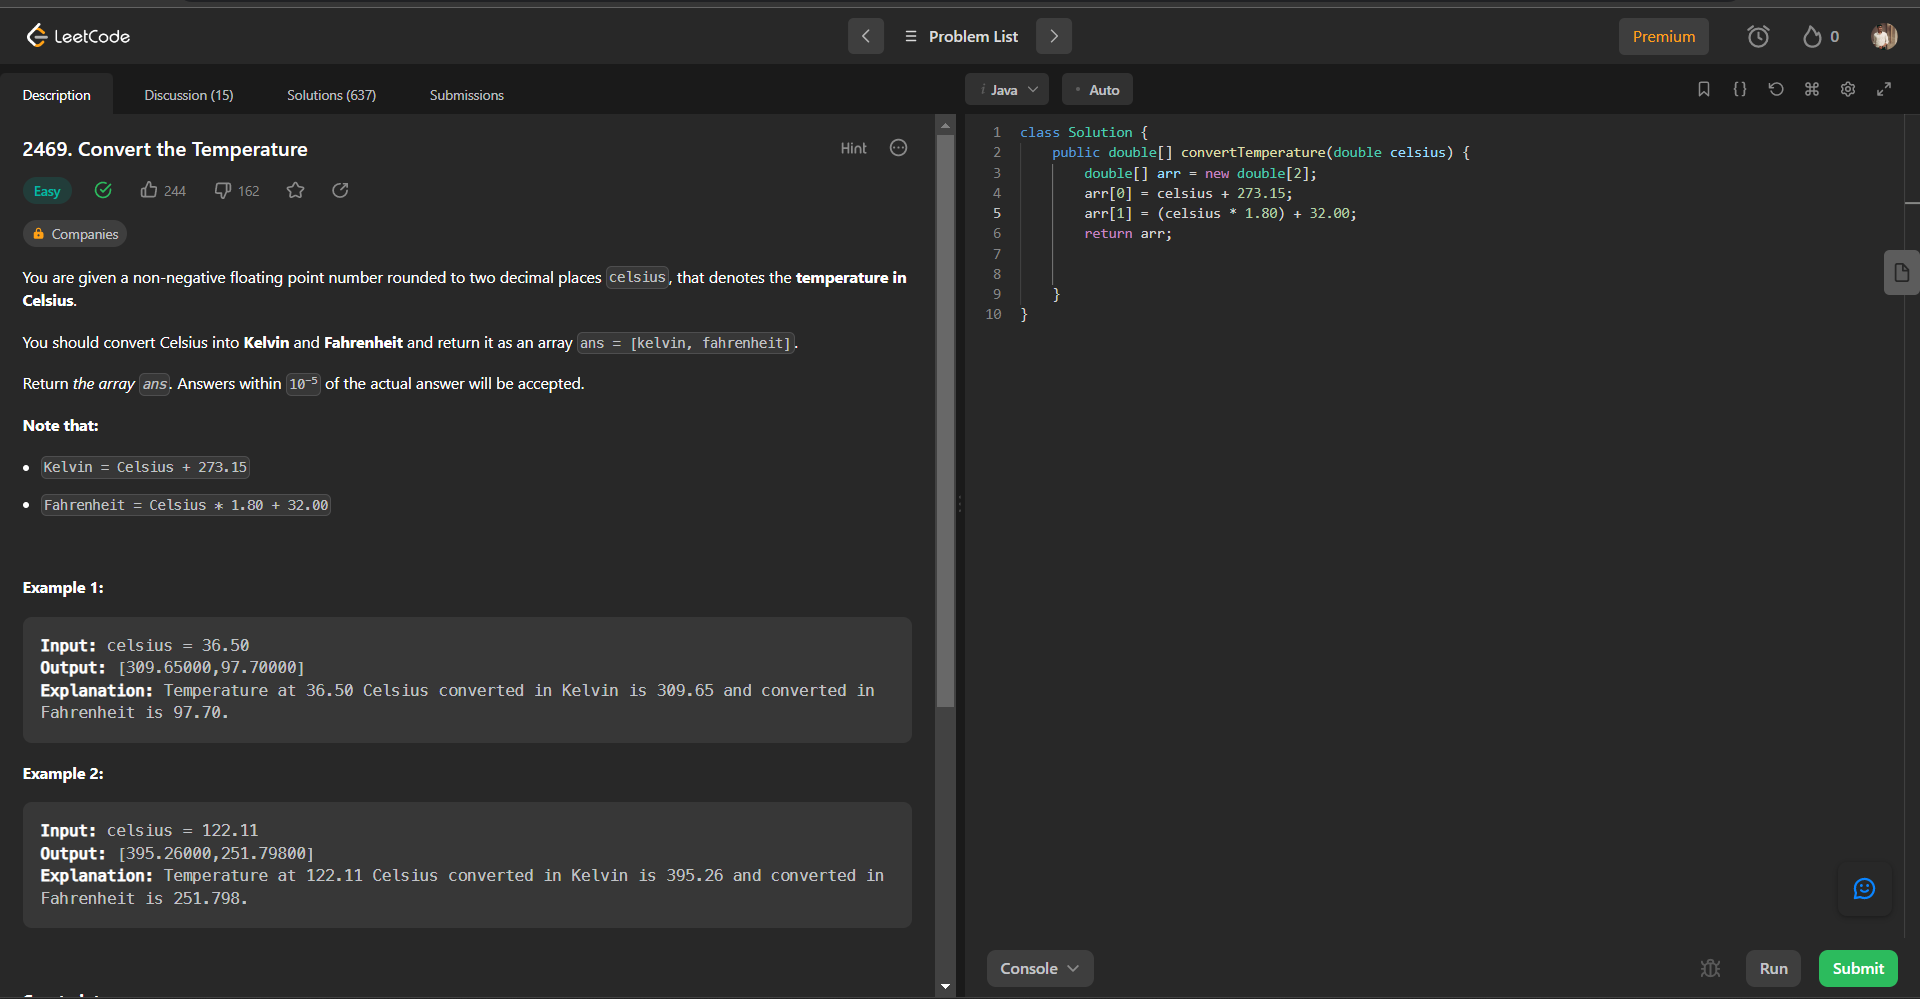 LeetCode
Problem List
Premium
0
Description
Discussion (15)
Solutions (637)
Submissions
i Java
Auto
2469. Convert the Temperature
Hint
Easy
244
162
Companies
You are given a non-negative floating point number rounded to two decimal places celsius, that denotes the temperature in
Celsius.
You should convert Celsius into Kelvin and Fahrenheit and return it as an array ans = [kelvin, fahrenheit].
Return the array ans. Answers within 10⁻⁵ of the actual answer will be accepted.
Note that:
• Kelvin = Celsius + 273.15
• Fahrenheit = Celsius * 1.80 + 32.00
Example 1:
Input: celsius = 36.50
Output: [309.65000,97.70000]
Explanation: Temperature at 36.50 Celsius converted in Kelvin is 309.65 and converted in
Fahrenheit is 97.70.
Example 2:
Input: celsius = 122.11
Output: [395.26000,251.79800]
Explanation: Temperature at 122.11 Celsius converted in Kelvin is 395.26 and converted in
Fahrenheit is 251.798.
1 class Solution {
2 public double[] convertTemperature(double celsius) {
3 double[] arr = new double[2];
4 arr[0] = celsius + 273.15;
5 arr[1] = (celsius * 1.80) + 32.00;
6 return arr;
7
8
9 }
10 }
Console
Run
Submit